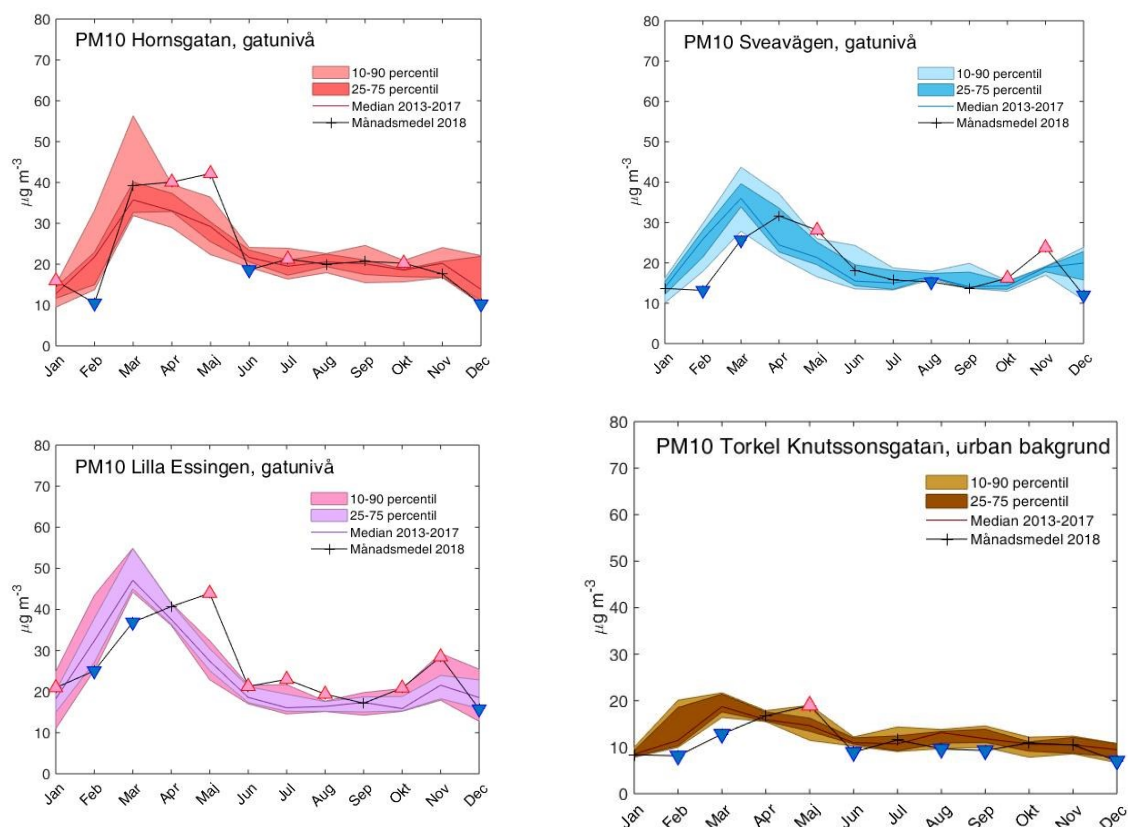 PM10 Hornsgatan, gatunivå
10-90 percentil
25-75 percentil
Median 2013-2017
Månadsmedel 2018
µg m-3
80
70
60
50
40
30
20
10
0
Jan Feb Mar Apr Maj Jun Jul Aug Sep Okt Nov Dec
PM10 Sveavägen, gatunivå
10-90 percentil
25-75 percentil
Median 2013-2017
Månadsmedel 2018
µg m-3
80
70
60
50
40
30
20
10
0
Jan Feb Mar Apr Maj Jun Jul Aug Sep Okt Nov Dec
PM10 Lilla Essingen, gatunivå
10-90 percentil
25-75 percentil
Median 2013-2017
Månadsmedel 2018
µg m-3
80
70
60
50
40
30
20
10
0
Jan Feb Mar Apr Maj Jun Jul Aug Sep Okt Nov Dec
PM10 Torkel Knutssonsgatan, urban bakgrund
10-90 percentil
25-75 percentil
Median 2013-2017
Månadsmedel 2018
µg m-3
80
70
60
50
40
30
20
10
0
Jan Feb Mar Apr Maj Jun Jul Aug Sep Okt Nov Dec